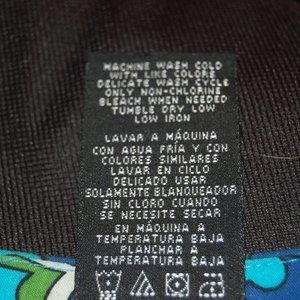 MACHINE WASH COLD
WITH LIKE COLORS
DELICATE WASH CYCLE
ONLY NON-CHLORINE
BLEACH WHEN NEEDED
TUMBLE DRY LOW
LOW IRON
LAVAR A MÁQUINA
CON AGUA FRÍA Y CON
COLORES SIMILARES
LAVAR EN CICLO
DELICADO USAR
SOLAMENTE BLANQUEADOR
SIN CLORO CUANDO
SE NECESITE SECAR
EN MÁQUINA A
TEMPERATURA BAJA
PLANCHAR A
TEMPERATURA BAJA